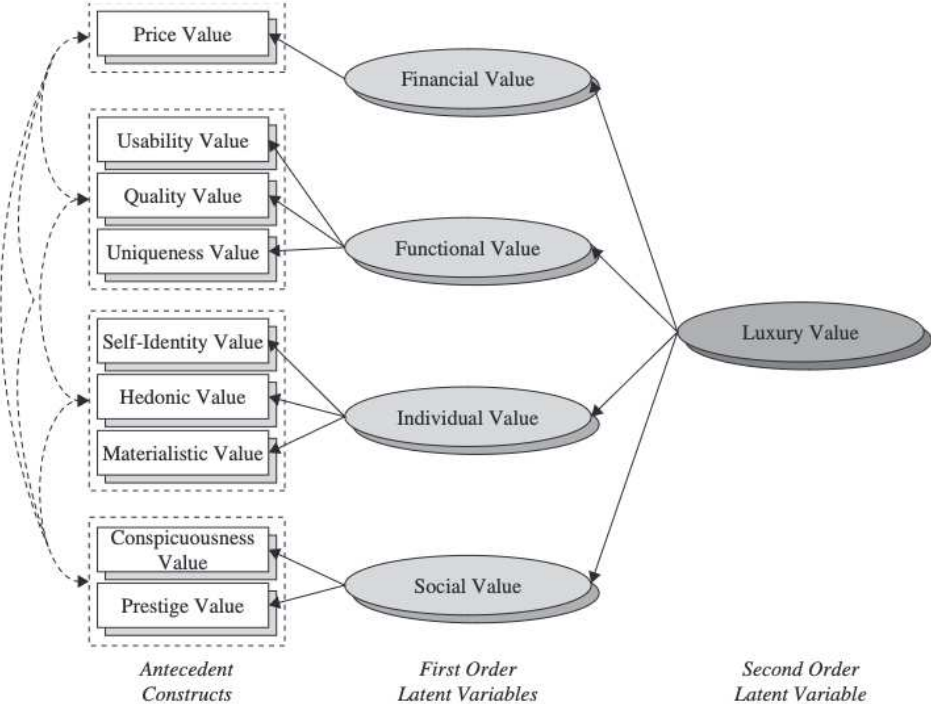 Price Value
Financial Value
Usability Value
Quality Value
Uniqueness Value
Functional Value
Luxury Value
Self-Identity Value
Hedonic Value
Materialistic Value
Individual Value
Conspicuousness
Value
Prestige Value
Social Value
Antecedent
Constructs
First Order
Latent Variables
Second Order
Latent Variable